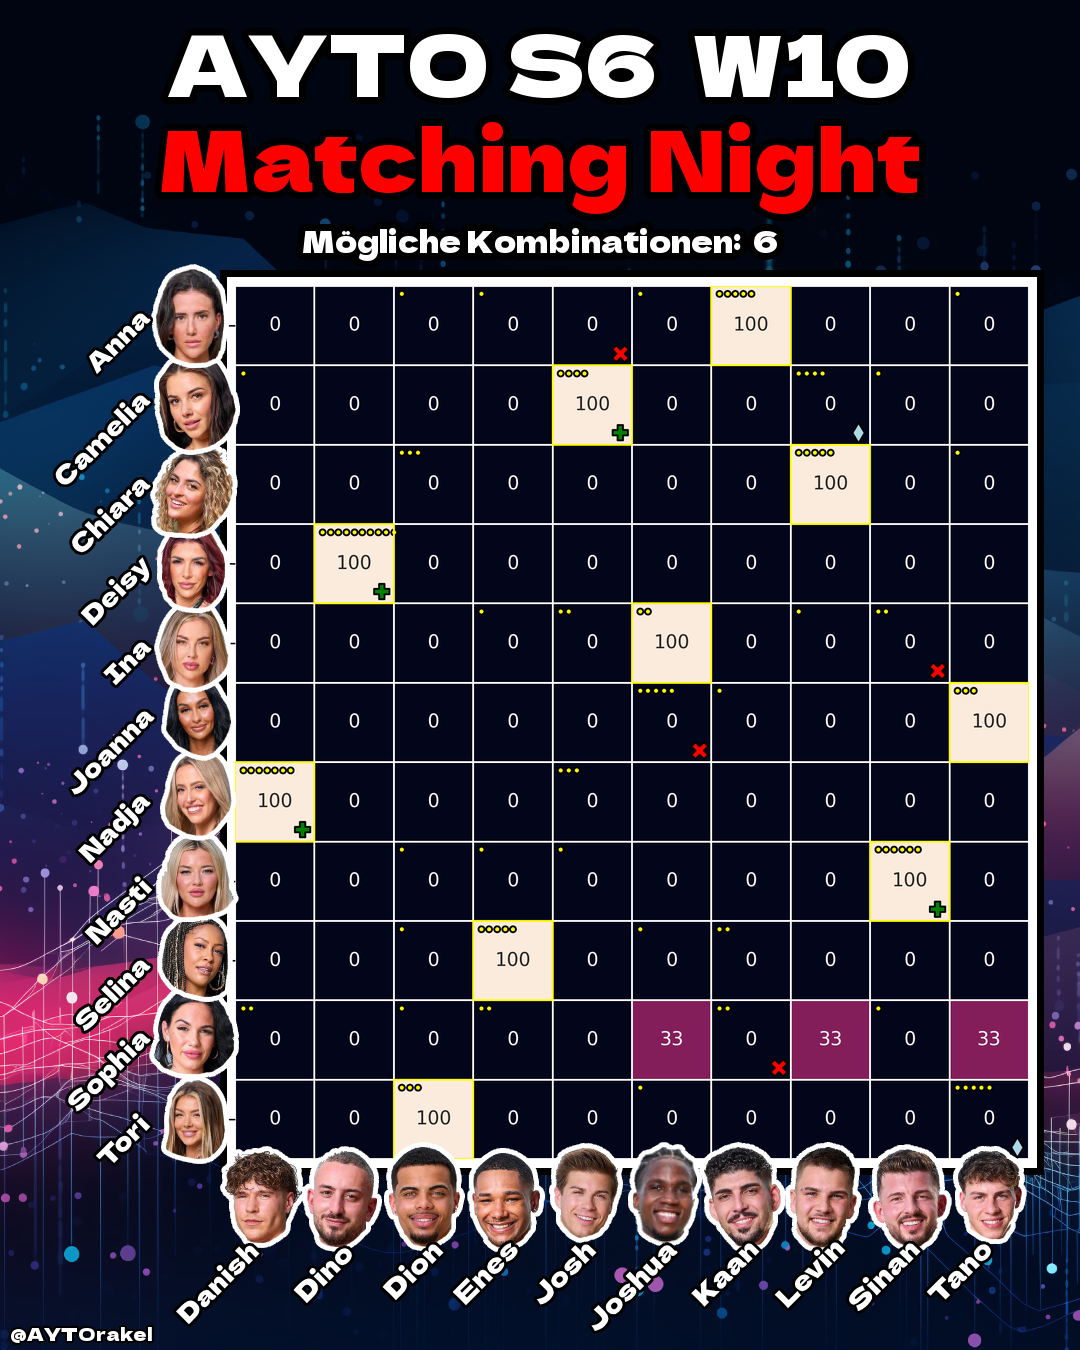 AYTO S6 W10
Matching Night
Mögliche Kombinationen: 6
Anna 0 0 0 0 0 0 100 0 0 0
Camelia 0 0 0 0 100 0 0 0 0 0
Chiara 0 0 0 0 0 0 0 100 0 0
Deisy 0 100 0 0 0 0 0 0 0 0
Ina 0 0 0 0 0 100 0 0 0 0
Joanna 0 0 0 0 0 0 0 0 0 100
Nadja 100 0 0 0 0 0 0 0 0 0
Nasti 0 0 0 0 0 0 0 0 100 0
Selina 0 0 0 100 0 0 0 0 0 0
Sophia 0 0 0 0 0 33 0 33 0 33
Tori 0 0 100 0 0 0 0 0 0 0
Danish Dino Dion Enes Josh Joshua Kaan Levin Sinan Tano
@AYTOrakel